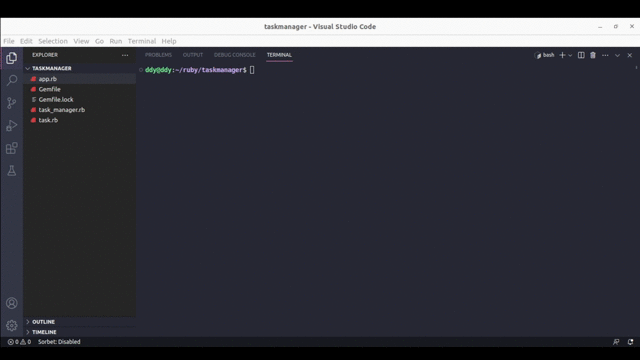 taskmanager - Visual Studio Code
File Edit Selection View Go Run Terminal Help
EXPLORER
PROBLEMS OUTPUT DEBUG CONSOLE TERMINAL
bash
TASKMANAGER
app.rb
Gemfile
Gemfile.lock
task_manager.rb
task.rb
ddy@ddy:~/ruby/taskmanager$
OUTLINE
TIMELINE
0 0 Sorbet: Disabled